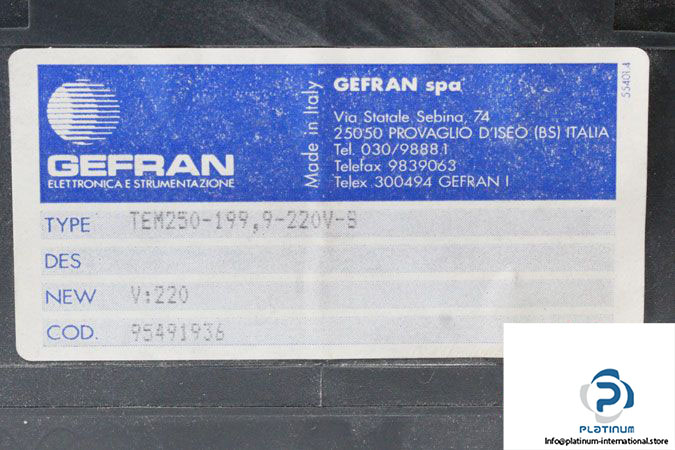 GEFRAN
ELETTRONICA E STRUMENTAZIONE
Made in Italy
GEFRAN spa
Via Statale Sebina, 74
25050 PROVAGLIO D'ISEO (BS) ITALIA
Tel. 030/98881
Telefax 9839063
Telex 300494 GEFRAN I
554014
TYPE TEM250-199,9-220V-B
DES
NEW V:220
COD. 95491936
PLATINUM
info@platinum-international.store